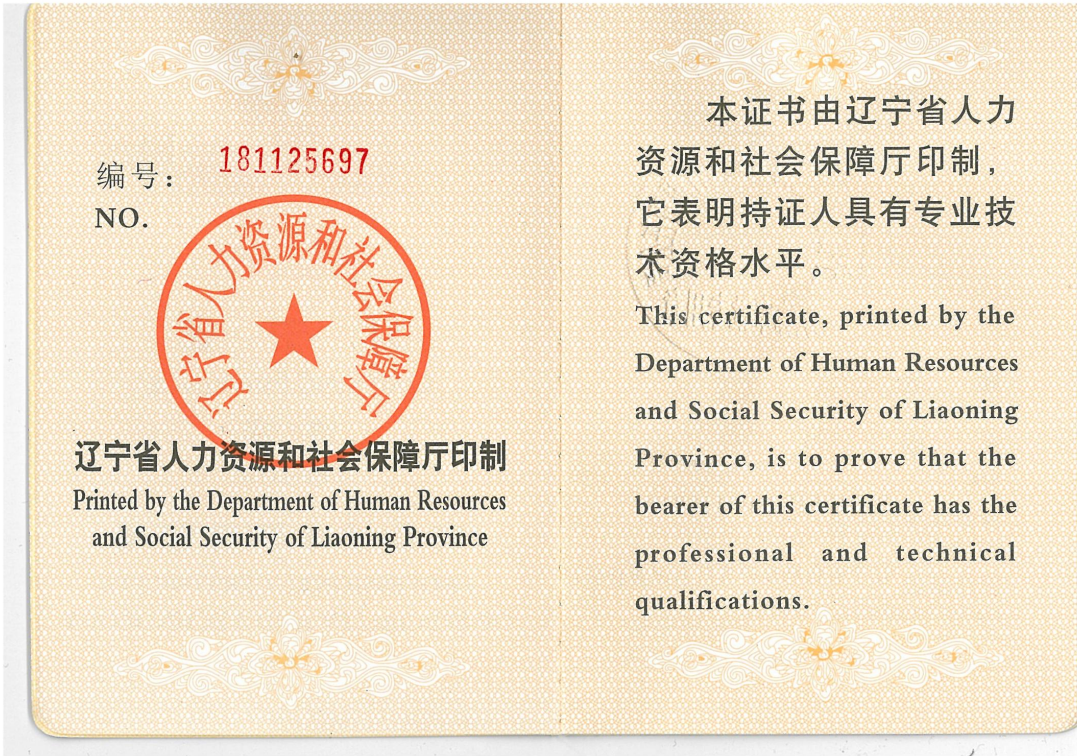 编号： 181125697
NO.
辽宁省人力资源和社会保障厅
辽宁省人力资源和社会保障厅印制
Printed by the Department of Human Resources
and Social Security of Liaoning Province
本证书由辽宁省人力
资源和社会保障厅印制，
它表明持证人具有专业技
术资格水平。
This certificate, printed by the
Department of Human Resources
and Social Security of Liaoning
Province, is to prove that the
bearer of this certificate has the
professional and technical
qualifications.